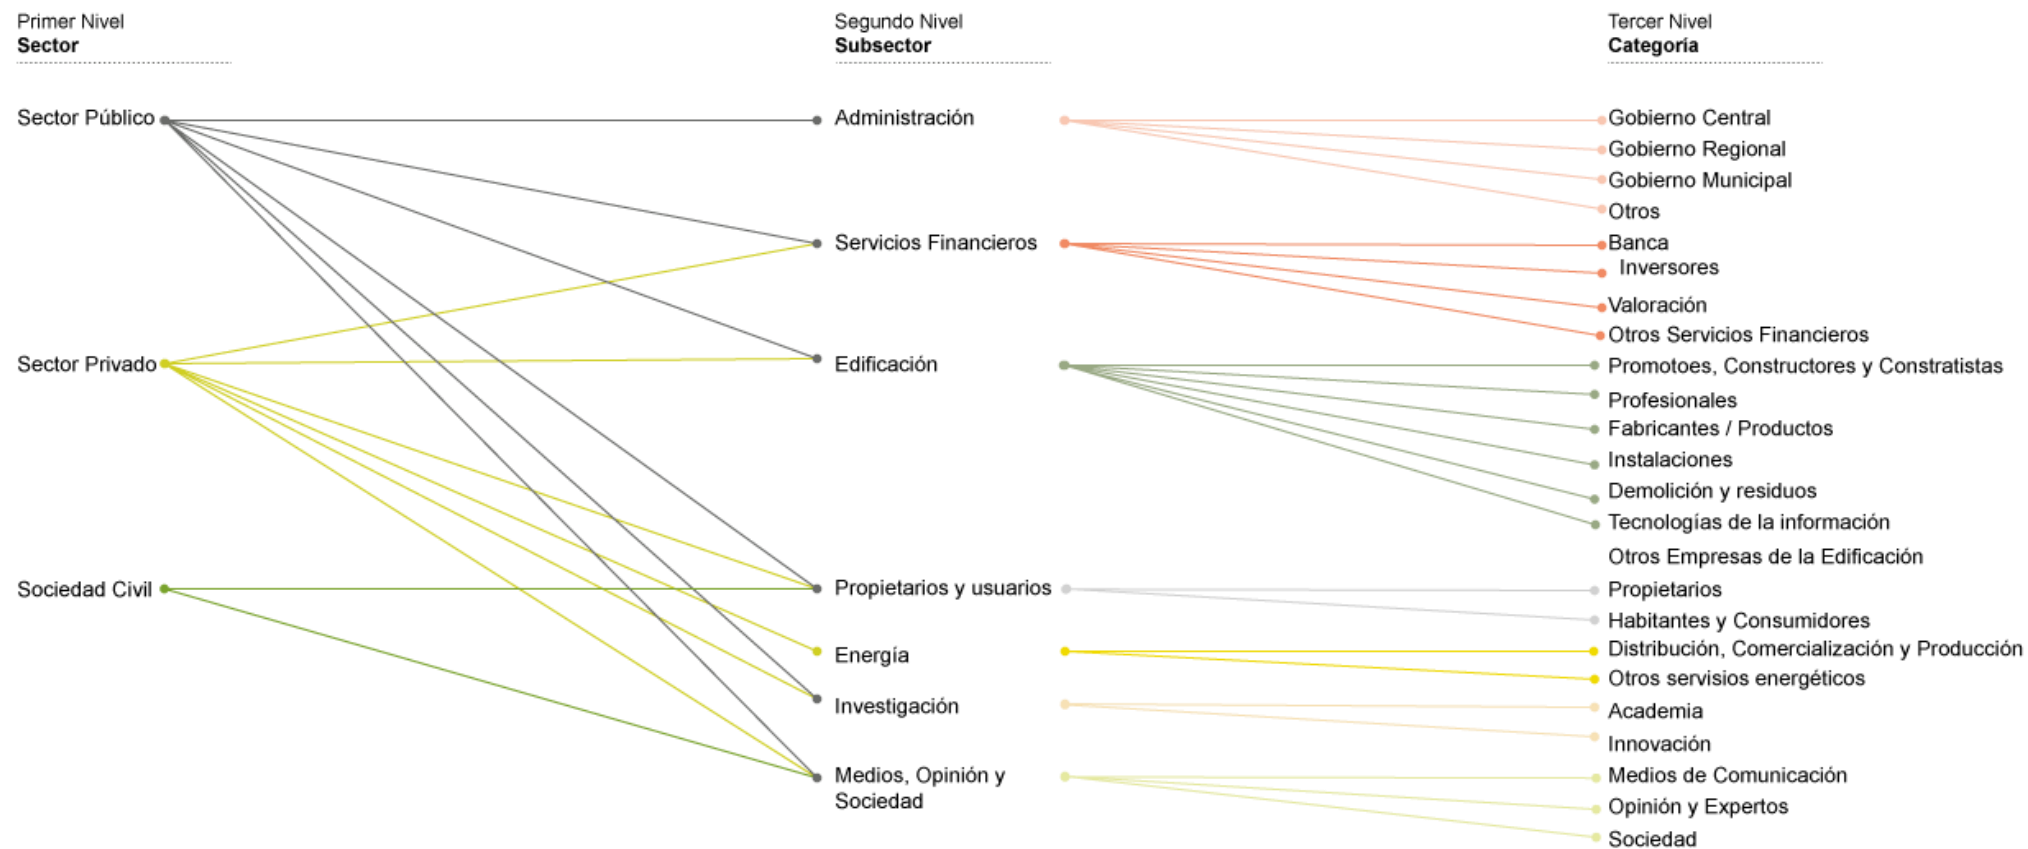 Primer Nivel
Sector
Segundo Nivel
Subsector
Tercer Nivel
Categoría
Sector Público
Sector Privado
Sociedad Civil
Administración
Servicios Financieros
Edificación
Propietarios y usuarios
Energía
Investigación
Medios, Opinión y
Sociedad
Gobierno Central
Gobierno Regional
Gobierno Municipal
Otros
Banca
Inversores
Valoración
Otros Servicios Financieros
Promotoes, Constructores y Constratistas
Profesionales
Fabricantes / Productos
Instalaciones
Demolición y residuos
Tecnologías de la información
Otros Empresas de la Edificación
Propietarios
Habitantes y Consumidores
Distribución, Comercialización y Producción
Otros servisios energéticos
Academia
Innovación
Medios de Comunicación
Opinión y Expertos
Sociedad